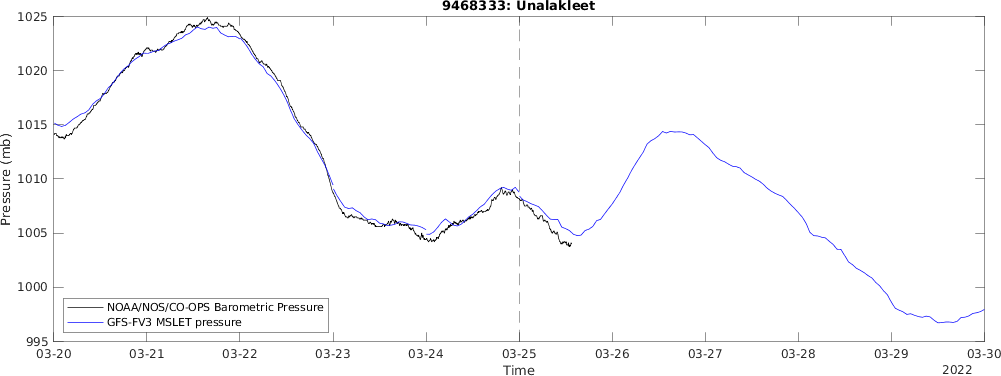 9468333: Unalakleet
Pressure (mb)
1025
1020
1015
1010
1005
1000
995
NOAA/NOS/CO-OPS Barometric Pressure
GFS-FV3 MSLET pressure
03-20 03-21 03-22 03-23 03-24 03-25 03-26 03-27 03-28 03-29 03-30
Time
2022